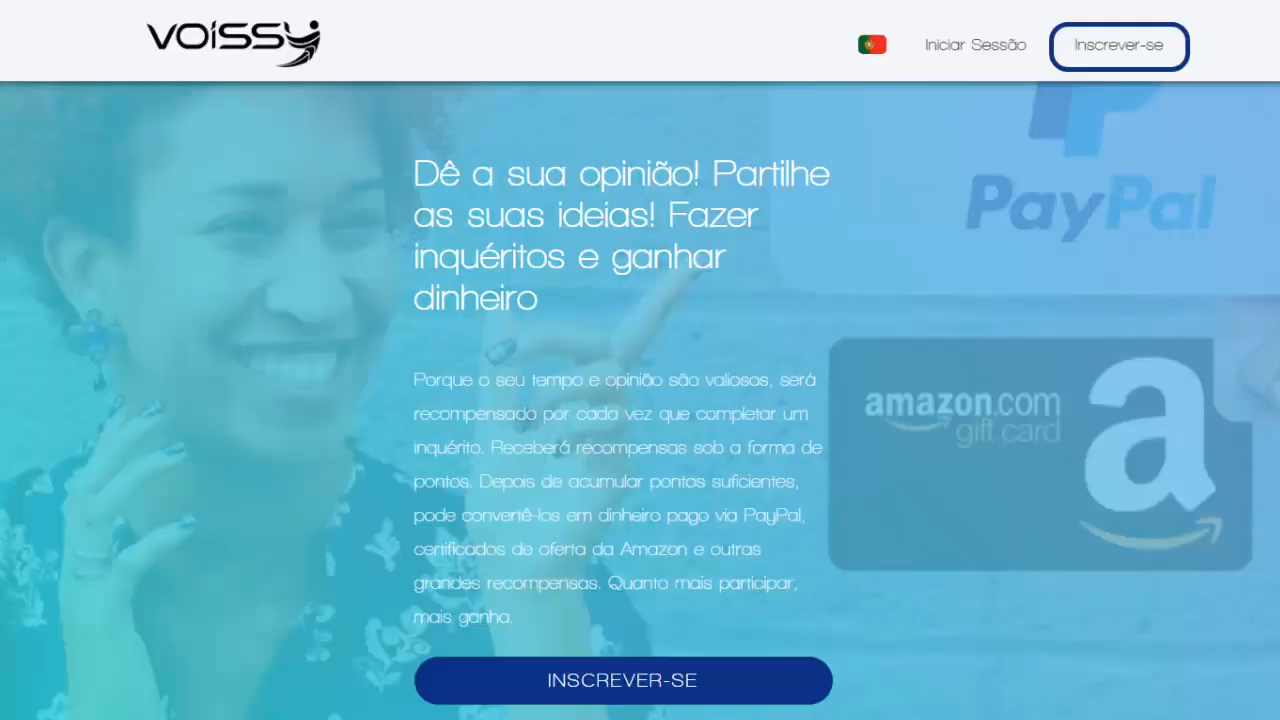 voissy
Iniciar Sessão
Inscrever-se
Dê a sua opinião! Partilhe
as suas ideias! Fazer
inquéritos e ganhar
dinheiro
PayPal
amazon.com
gift card
Porque o seu tempo e opinião são valiosos, será
recompensado por cada vez que completar um
inquérito. Receberá recompensas sob a forma de
pontos. Depois de acumular pontos suficientes,
pode convertê-los em dinheiro pago via PayPal,
certificados de oferta da Amazon e outras
grandes recompensas. Quanto mais participar,
mais ganha.
INSCREVER-SE